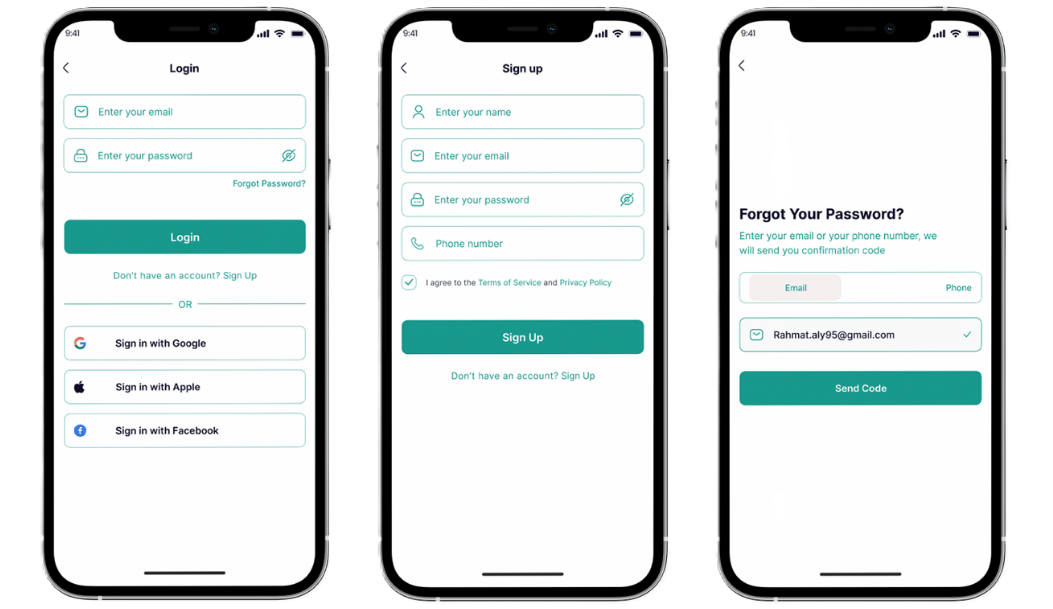 9:41
Login
Enter your email
Enter your password
Forgot Password?
Login
Don't have an account? Sign Up
OR
Sign in with Google
Sign in with Apple
Sign in with Facebook
9:41
Sign up
Enter your name
Enter your email
Enter your password
Phone number
I agree to the Terms of Service and Privacy Policy
Sign Up
Don't have an account? Sign Up
9:41
Forgot Your Password?
Enter your email or your phone number, we
will send you confirmation code
Email Phone
Rahmat.aly95@gmail.com
Send Code